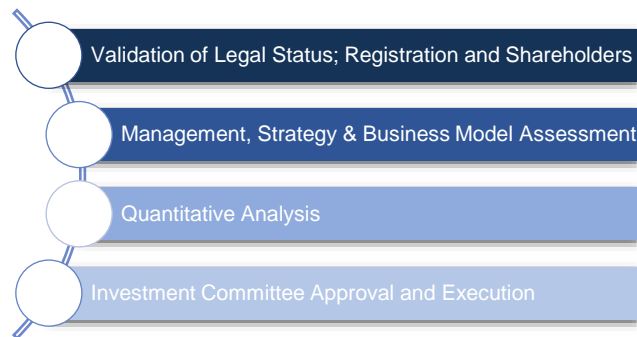 Validation of Legal Status; Registration and Shareholders
Management, Strategy & Business Model Assessment
Quantitative Analysis
Investment Committee Approval and Execution